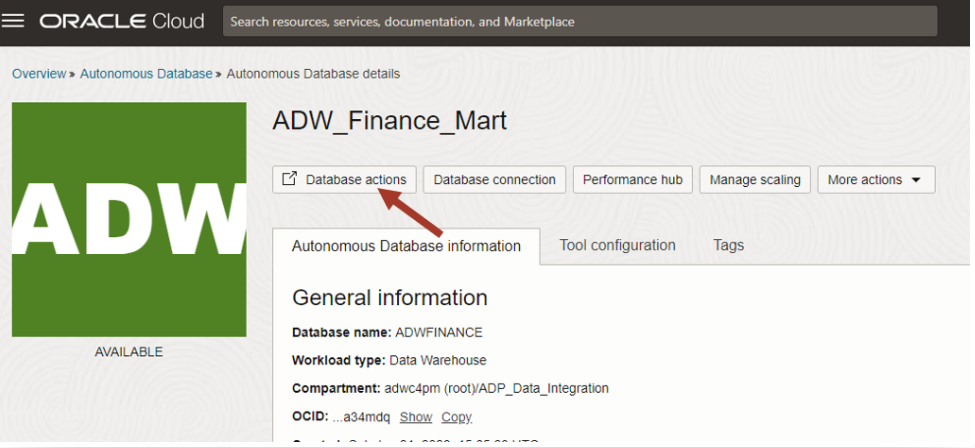 ORACLE Cloud
Search resources, services, documentation, and Marketplace
Overview » Autonomous Database » Autonomous Database details
ADW
AVAILABLE
ADW_Finance_Mart
Database actions Database connection Performance hub Manage scaling More actions
Autonomous Database information Tool configuration Tags
General information
Database name: ADWFINANCE
Workload type: Data Warehouse
Compartment: adwc4pm (root)/ADP_Data_Integration
OCID: ...a34mdq Show Copy